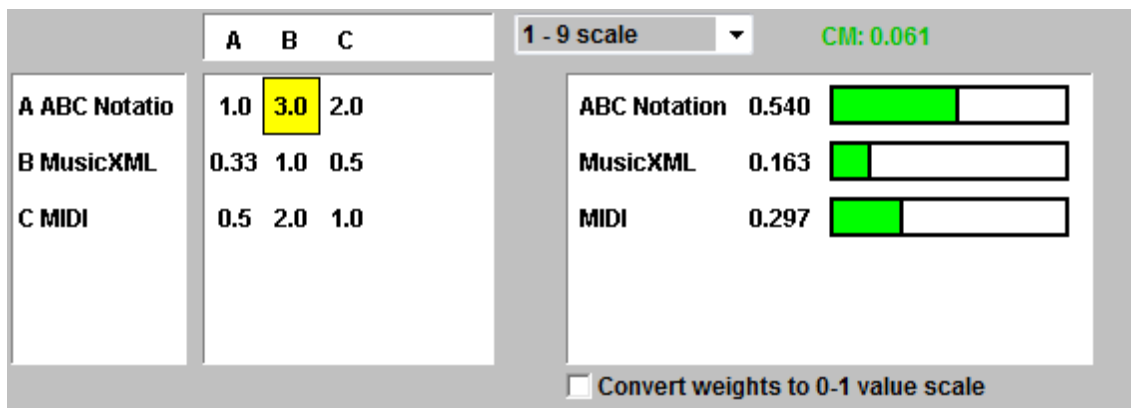 A B C
1 - 9 scale
CM: 0.061
A ABC Notatio 1.0 3.0 2.0
B MusicXML 0.33 1.0 0.5
C MIDI 0.5 2.0 1.0
ABC Notation 0.540
MusicXML 0.163
MIDI 0.297
Convert weights to 0-1 value scale